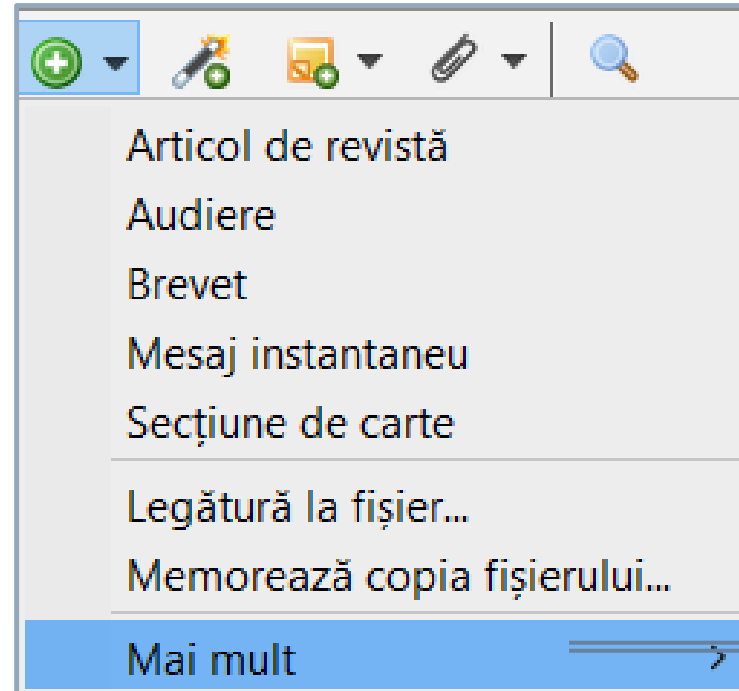 Articol de revistă
Audiere
Brevet
Mesaj instantaneu
Secțiune de carte
Legătură la fișier...
Memorează copia fișierului...
Mai mult